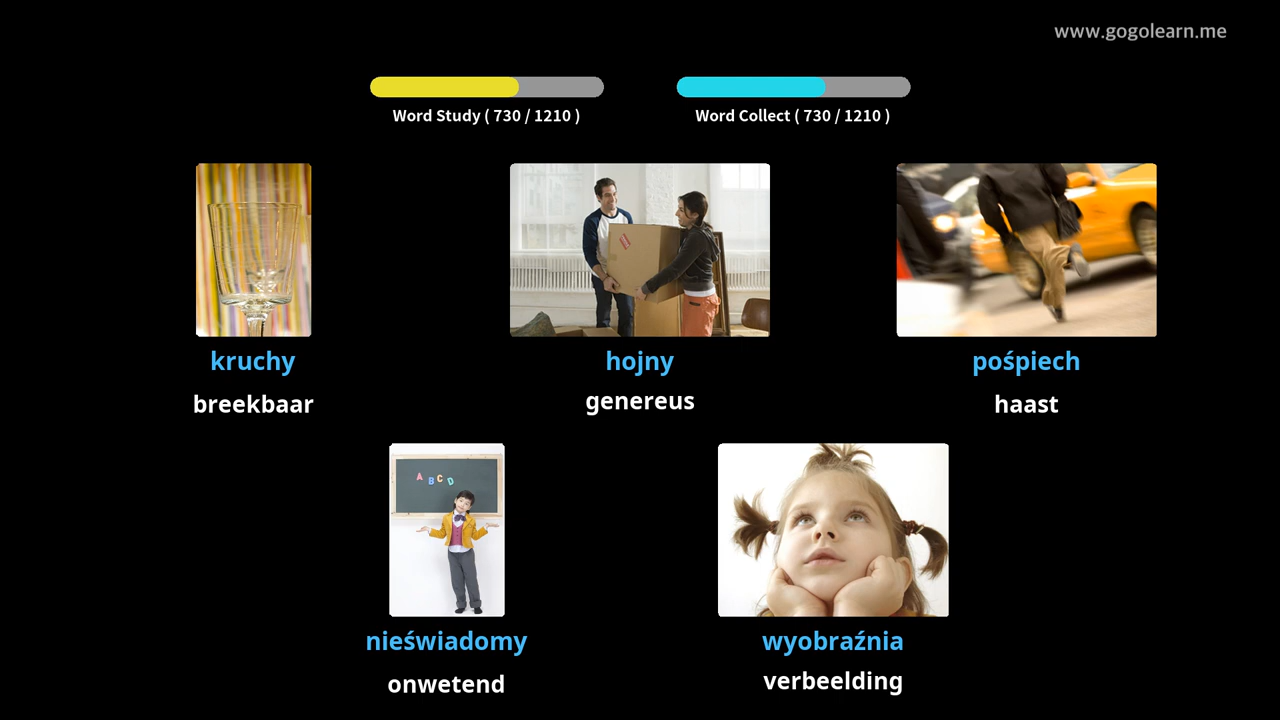 www.gogolearn.me
Word Study ( 730 / 1210 )
Word Collect ( 730 / 1210 )
kruchy
breekbaar
hojny
genereus
pośpiech
haast
A B C D
nieświadomy
onwetend
wyobraźnia
verbeelding